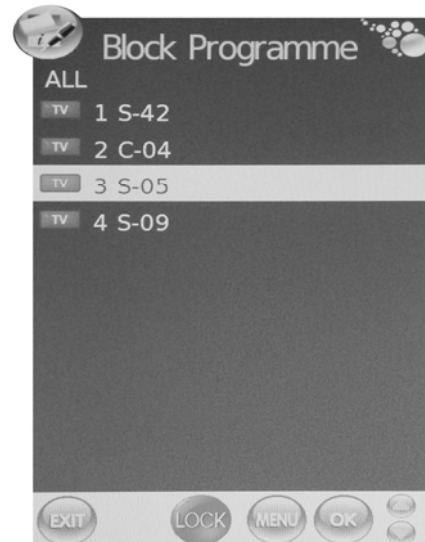 Block Programme
ALL
TV 1 S-42
TV 2 C-04
TV 3 S-05
TV 4 S-09
EXIT LOCK MENU OK